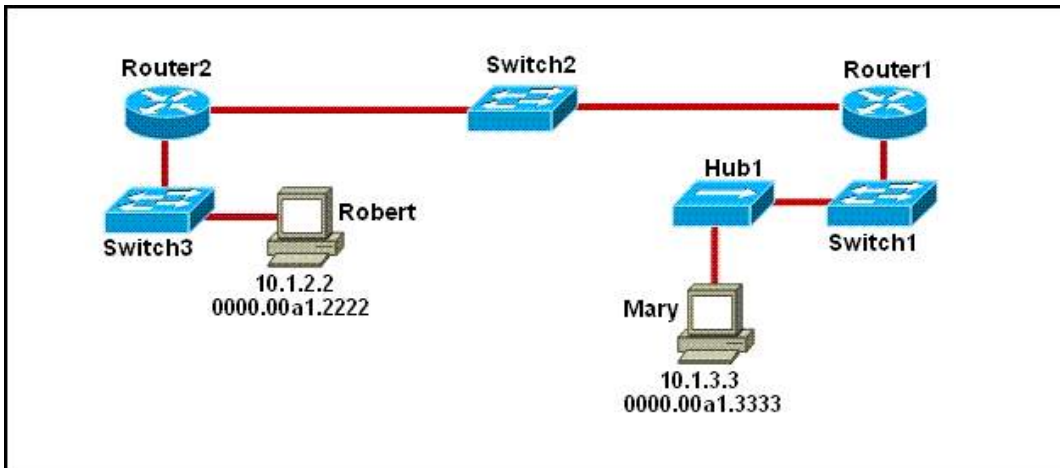 Router2
Switch2
Router1
Hub1
Robert
Switch3
Switch1
10.1.2.2
0000.00a1.2222
Mary
10.1.3.3
0000.00a1.3333